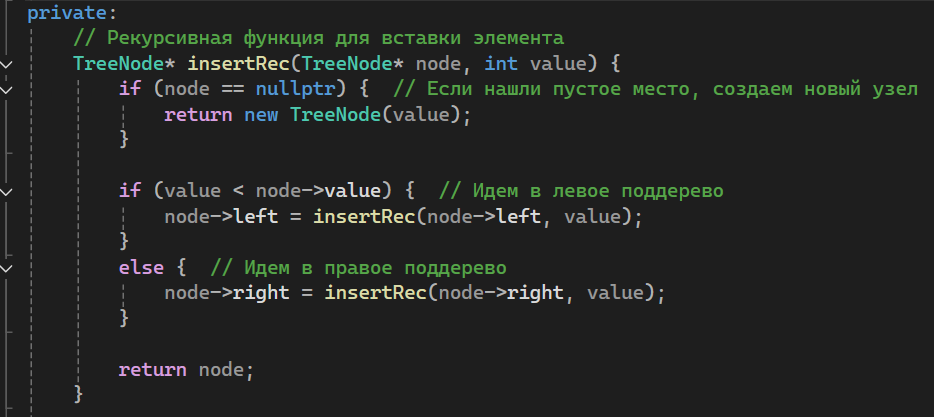 private:
// Рекурсивная функция для вставки элемента
TreeNode* insertRec(TreeNode* node, int value) {
if (node == nullptr) {  // Если нашли пустое место, создаем новый узел
return new TreeNode(value);
}
if (value < node->value) {  // Идем в левое поддерево
node->left = insertRec(node->left, value);
}
else {  // Идем в правое поддерево
node->right = insertRec(node->right, value);
}
return node;
}